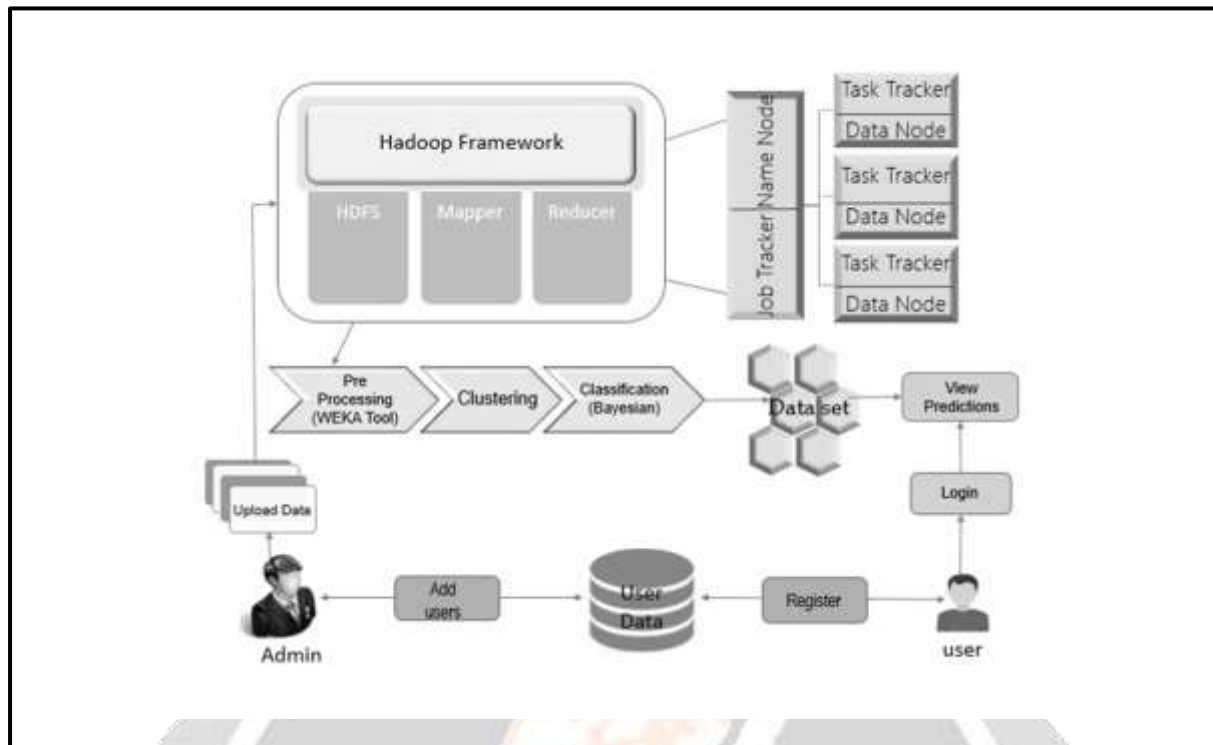 Hadoop Framework
HDFS
Mapper
Reducer
Name Node
Job Tracker
Task Tracker
Data Node
Task Tracker
Data Node
Task Tracker
Data Node
Pre
Processing
(WEKA Tool)
Clustering
Classification
(Bayesian)
Data set
View
Predictions
Upload Data
Login
Add
users
User
Data
Register
Admin
user